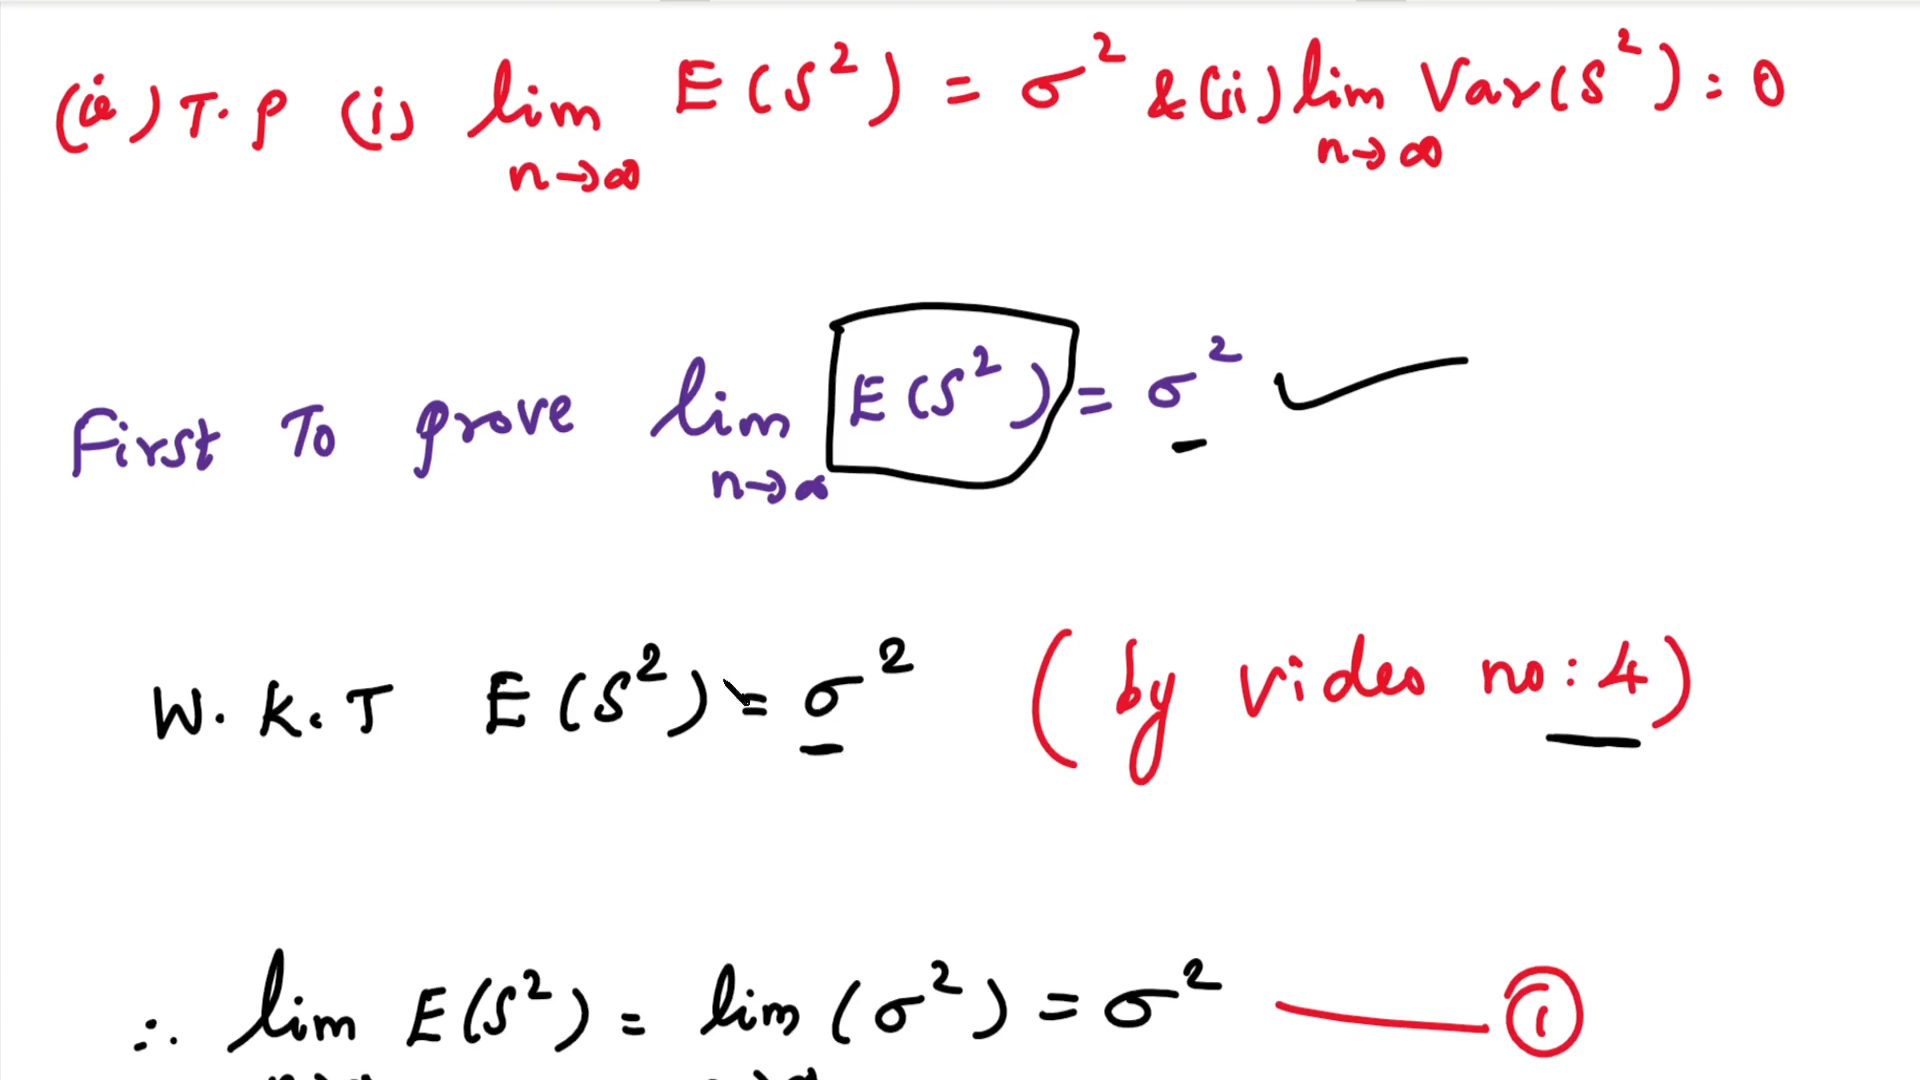 (ie) T.P (i) lim n→∞ E(S²) = σ² & (ii) lim n→∞ Var(S²) = 0
First To prove lim n→∞ E(S²) = σ² ✓
W.K.T E(S²) = σ² (by video no: 4)
∴ lim E(S²) = lim (σ²) = σ² —— ①